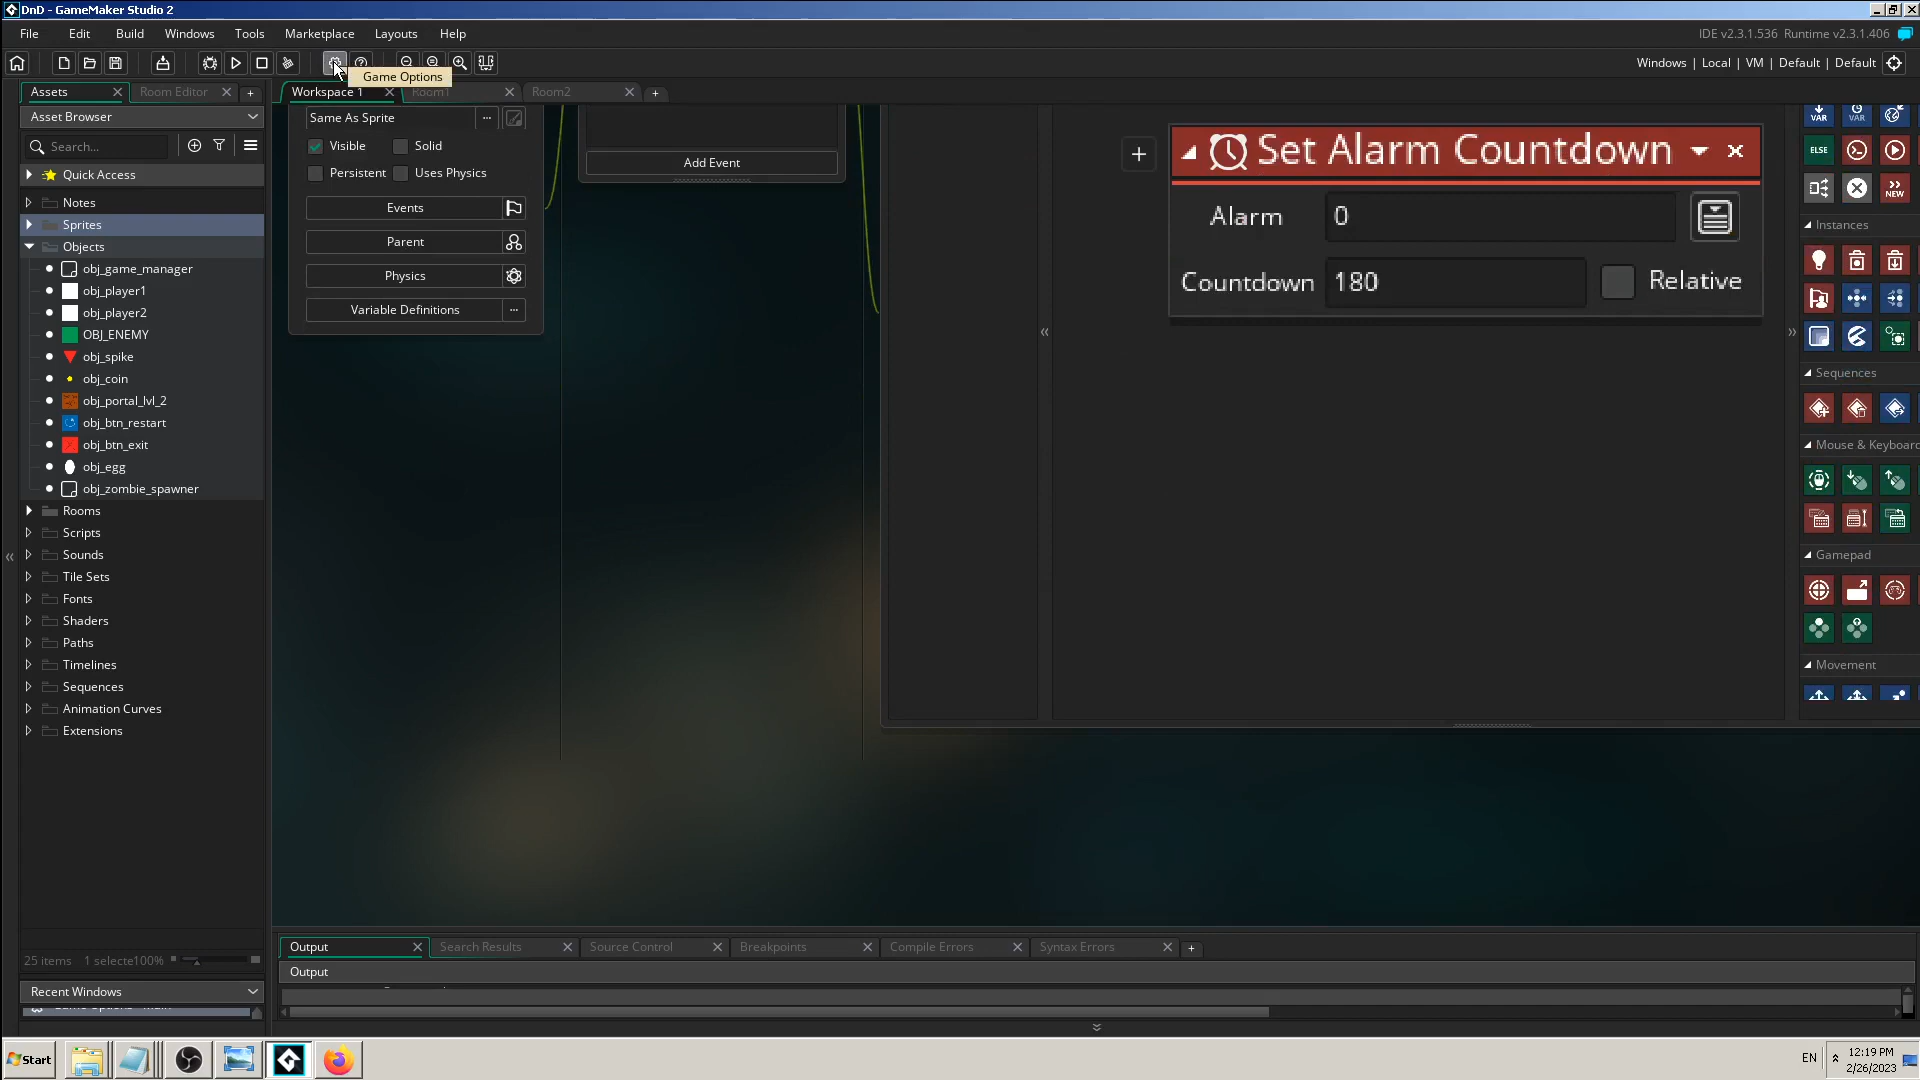 DnD - GameMaker Studio 2
File Edit Build Windows Tools Marketplace Layouts Help
IDE v2.3.1.536 Runtime v2.3.1.406
Game Options
Windows | Local | VM | Default | Default
Assets
Room Editor
Workspace 1
Room1
Room2
Asset Browser
Search...
Quick Access
Notes
Sprites
Objects
obj_game_manager
obj_player1
obj_player2
OBJ_ENEMY
obj_spike
obj_coin
obj_portal_lvl_2
obj_btn_restart
obj_btn_exit
obj_egg
obj_zombie_spawner
Rooms
Scripts
Sounds
Tile Sets
Fonts
Shaders
Paths
Timelines
Sequences
Animation Curves
Extensions
25 items 1 selecte100%
Recent Windows
Same As Sprite
Visible Solid
Persistent Uses Physics
Events
Parent
Physics
Variable Definitions
Add Event
Set Alarm Countdown
Alarm 0
Countdown 180 Relative
VAR VAR
ELSE
NEW
Instances
Sequences
Mouse & Keyboard
Gamepad
Movement
Output Search Results Source Control Breakpoints Compile Errors Syntax Errors
Output
Start
EN
12:19 PM
2/26/2023